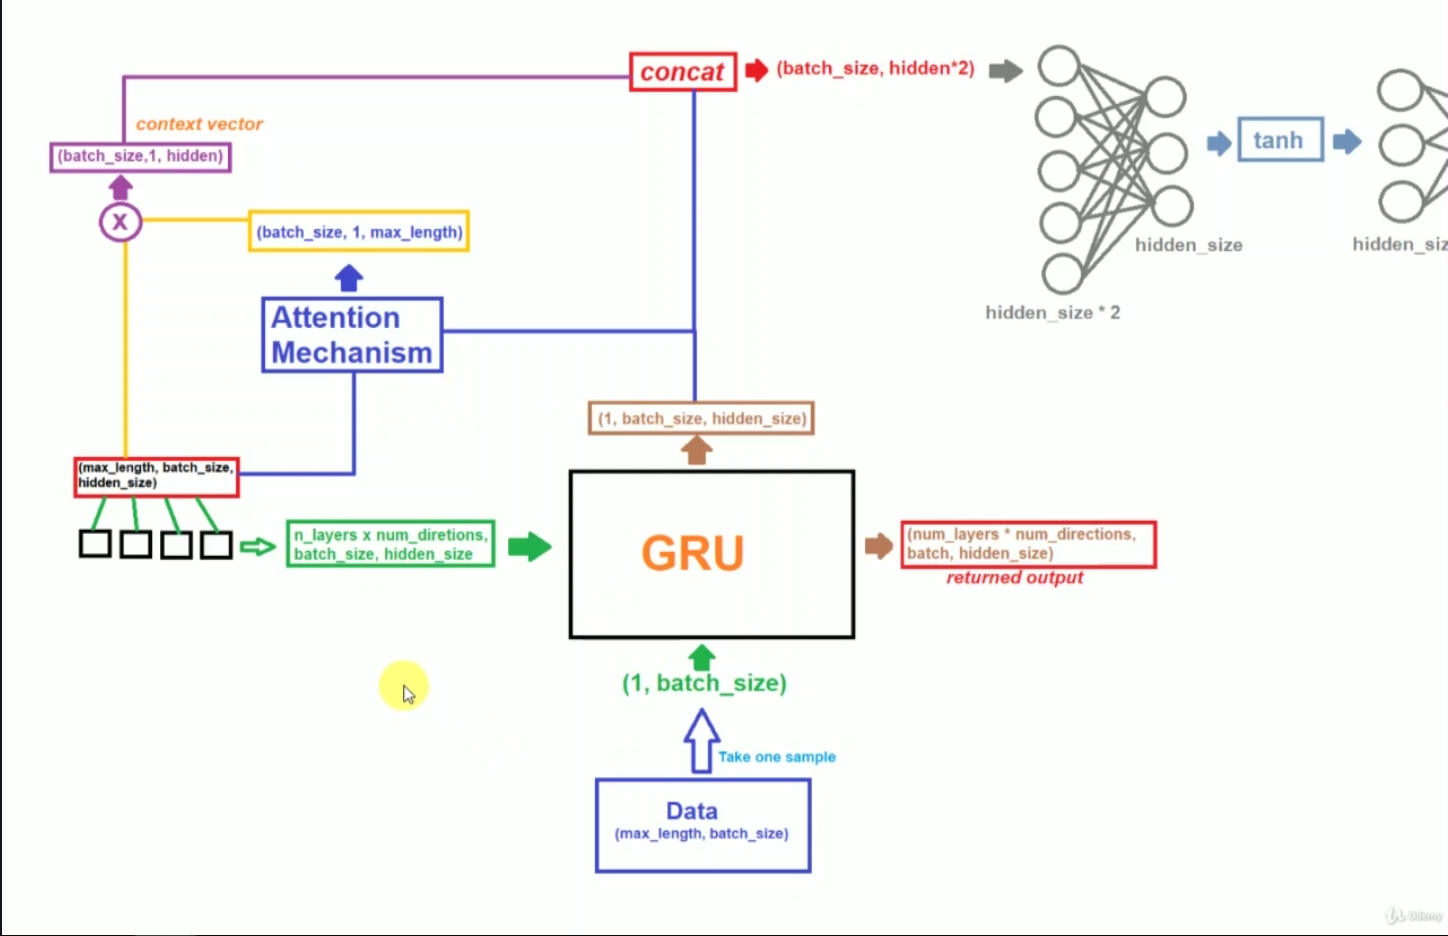 concat
(batch_size, hidden*2)
context vector
(batch_size,1, hidden)
X
(batch_size, 1, max_length)
tanh
hidden_size
hidden_siz
hidden_size * 2
Attention
Mechanism
(1, batch_size, hidden_size)
(max_length, batch_size,
hidden_size)
n_layers x num_diretions,
batch_size, hidden_size
GRU
(num_layers * num_directions,
batch, hidden_size)
returned output
(1, batch_size)
Take one sample
Data
(max_length, batch_size)
Udemy